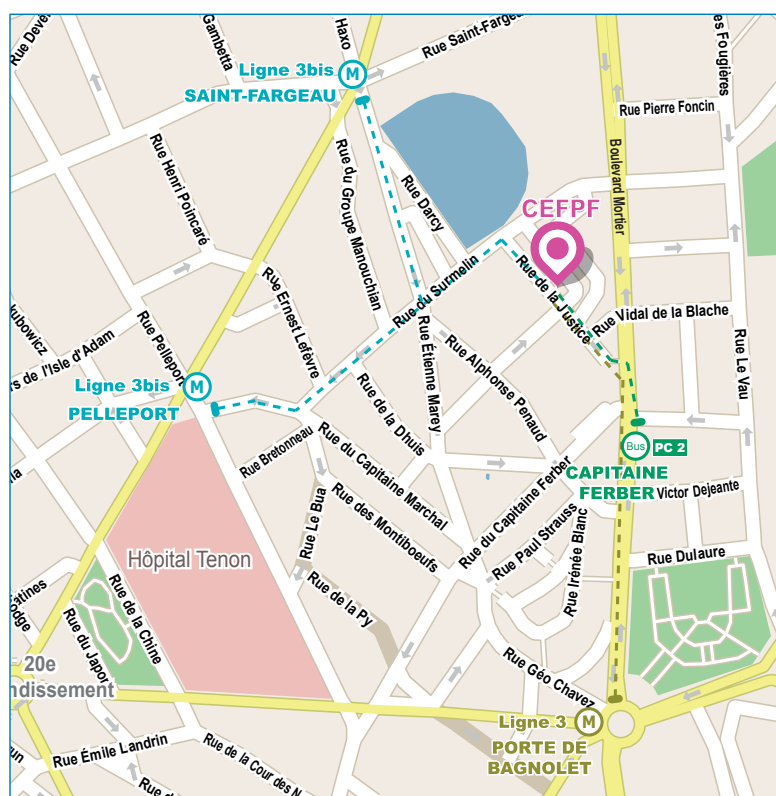 Haxo
Rue Saint-Farge
Gambetta
Ligne 3bis
M
SAINT-FARGEAU
Rue Pierre Foncin
Boulevard Mortier
Rue Henri Poincaré
Rue du Groupe Manouchian
Rue Darcy
CEFPF
Rue de la Justice
Rue du Surmelin
Rue Ernest Lefèvre
Rue Pelleport
Rue Vidal de la Blache
Rue Étienne Marey
Rue Alphonse Penaud
Rue Le Vau
rs de l'Isle d'Adam
Ligne 3bis
M
PELLEPORT
Rue de la Dhuis
Rue Bretonneau
Rue du Capitaine Marchal
Bus
PC 2
CAPITAINE
FERBER
Victor Dejeante
Rue du Capitaine Ferber
Rue Le Bua
Rue des Montiboeufs
Rue Paul Strauss
Rue Irénée Blanc
Rue Dulaure
Hôpital Tenon
Rue de la Py
Rue de la Chine
Rue du Japon
20e
ndissement
Rue Géo Chavez
Ligne 3
M
PORTE DE
BAGNOLET
Rue Émile Landrin
Rue de la Cour des N